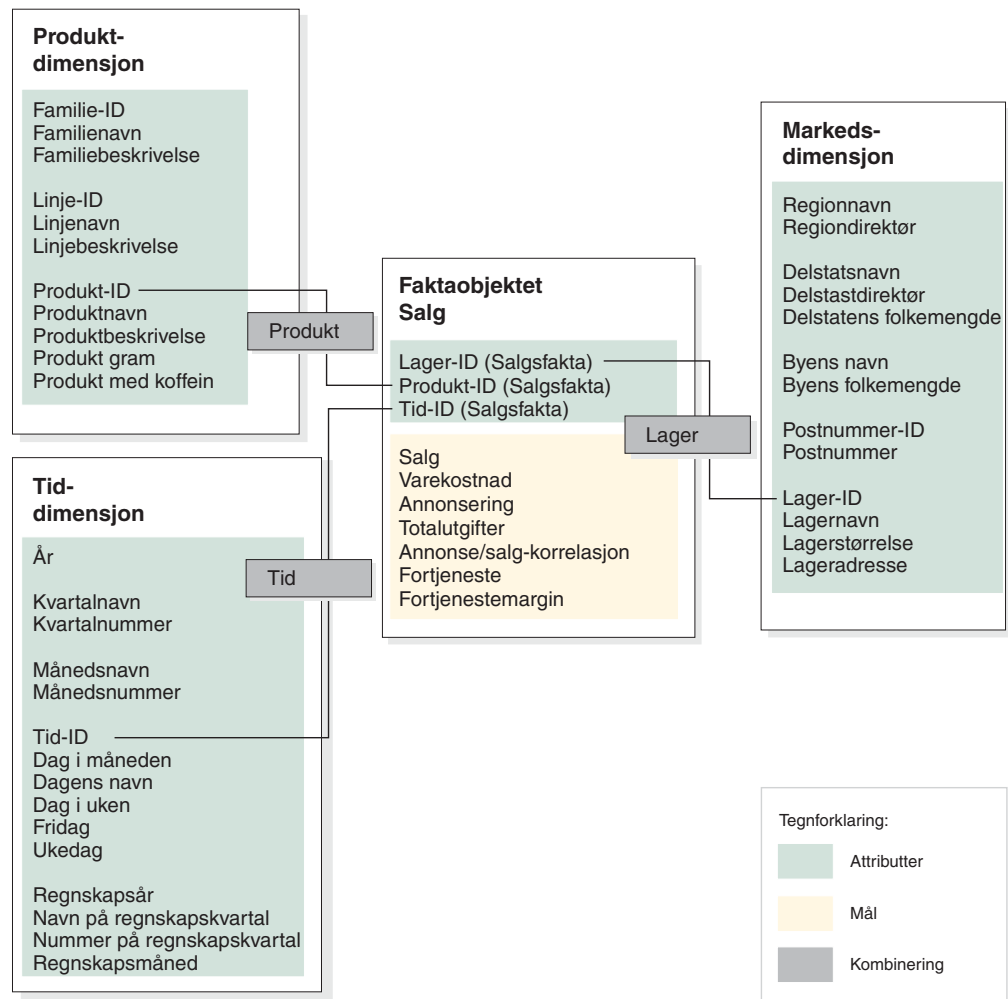 Produkt-
dimensjon
Familie-ID
Familienavn
Familiebeskrivelse
Linje-ID
Linjenavn
Linjebeskrivelse
Produkt-ID
Produktnavn
Produktbeskrivelse
Produkt gram
Produkt med koffein
Produkt
Tid-
dimensjon
År
Kvartalnavn
Kvartalnummer
Månedsnavn
Månedsnummer
Tid-ID
Dag i måneden
Dagens navn
Dag i uken
Fridag
Ukedag
Regnskapsår
Navn på regnskapskvartal
Nummer på regnskapskvartal
Regnskapsmåned
Tid
Faktaobjektet
Salg
Lager-ID (Salgsfakta)
Produkt-ID (Salgsfakta)
Tid-ID (Salgsfakta)
Salg
Varekostnad
Annonsering
Totalutgifter
Annonse/salg-korrelasjon
Fortjeneste
Fortjenestemargin
Lager
Markeds-
dimensjon
Regionnavn
Regiondirektør
Delstatsnavn
Delstastdirektør
Delstatens folkemengde
Byens navn
Byens folkemengde
Postnummer-ID
Postnummer
Lager-ID
Lagernavn
Lagerstørrelse
Lageradresse
Tegnforklaring:
Attributter
Mål
Kombinering